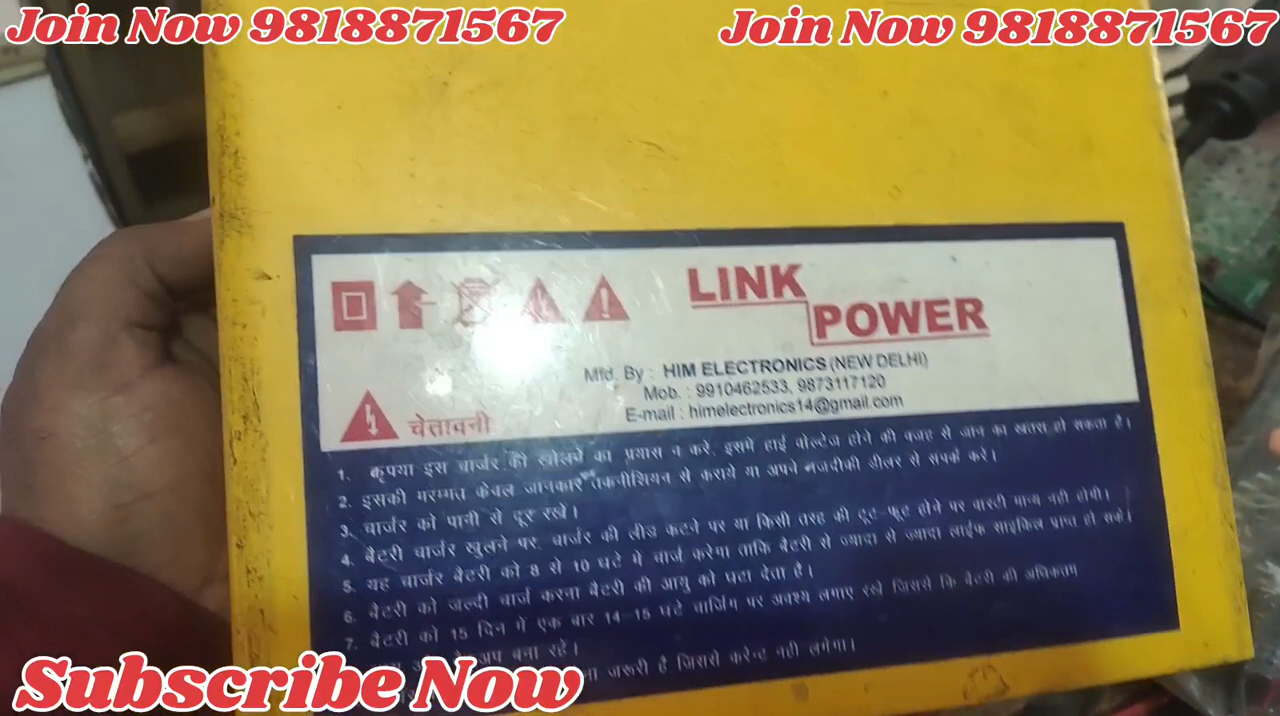 Join Now 9818871567
Join Now 9818871567
LINK
POWER
Mfd. By : HIM ELECTRONICS (NEW DELHI)
Mob. : 9910462533, 9873117120
E-mail : himelectronics14@gmail.com
चेतावनी
1. कृपया इस चार्जर को खोलने का प्रयास न करें, इसमें हाई वोल्टेज होने की वजह से जान का खतरा हो सकता है।
2. इसकी मरम्मत केवल जानकार तकनीशियन से कराये या अपने नजदीकी डीलर से संपर्क करें।
3. चार्जर को पानी से दूर रखें।
4. बैटरी चार्जर खुलने पर, चार्जर की लीड कटने पर या किसी तरह की टूट-फूट होने पर वारंटी मान्य नही होगी।
5. यह चार्जर बैटरी को 8 से 10 घंटे में चार्ज करेगा ताकि बैटरी से ज्यादा से ज्यादा लाईफ साइकिल प्राप्त हो सकें।
6. बैटरी को जल्दी चार्ज करना बैटरी की आयु को घटा देता है।
7. बैटरी को 15 दिन में एक बार 14-15 घंटे चार्जिंग पर अवश्य लगाए रखें जिससे कि बैटरी की अधिकतम
बना रहें।
जरूरी है जिससे करेन्ट नही लगेगा।
Subscribe Now